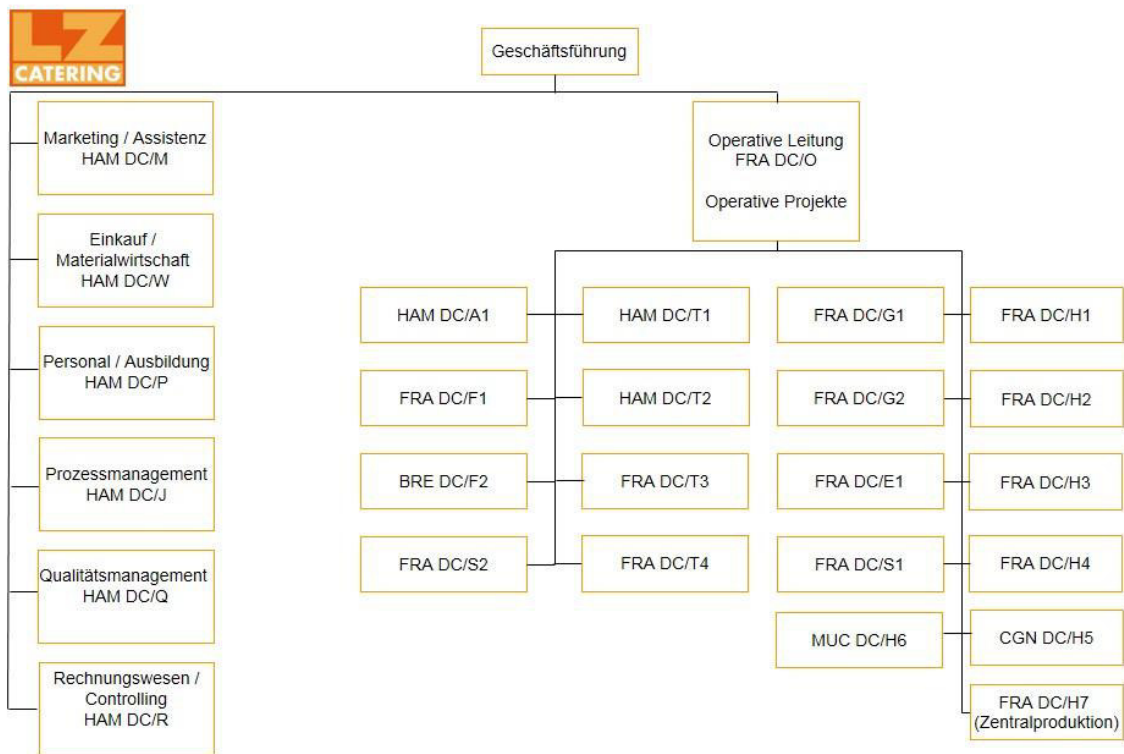 LZ
CATERING
Geschäftsführung
Marketing / Assistenz
HAM DC/M
Einkauf /
Materialwirtschaft
HAM DC/W
Personal / Ausbildung
HAM DC/P
Prozessmanagement
HAM DC/J
Qualitätsmanagement
HAM DC/Q
Rechnungswesen /
Controlling
HAM DC/R
Operative Leitung
FRA DC/O
Operative Projekte
HAM DC/A1
HAM DC/T1
FRA DC/G1
FRA DC/H1
FRA DC/F1
HAM DC/T2
FRA DC/G2
FRA DC/H2
BRE DC/F2
FRA DC/T3
FRA DC/E1
FRA DC/H3
FRA DC/S2
FRA DC/T4
FRA DC/S1
FRA DC/H4
MUC DC/H6
CGN DC/H5
FRA DC/H7
(Zentralproduktion)